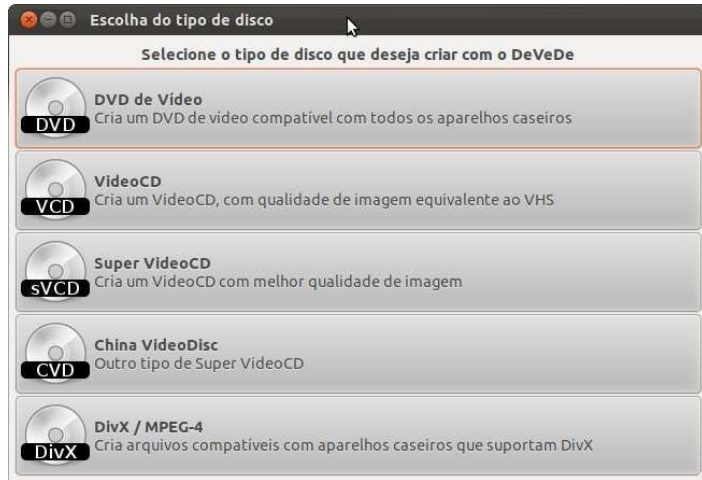 Escolha do tipo de disco
Selecione o tipo de disco que deseja criar com o DeVeDe
DVD de Vídeo
Cria um DVD de vídeo compatível com todos os aparelhos caseiros
DVD
VideoCD
Cria um VideoCD, com qualidade de imagem equivalente ao VHS
VCD
Super VideoCD
Cria um VideoCD com melhor qualidade de imagem
sVCD
China VideoDisc
Outro tipo de Super VideoCD
CVD
DivX / MPEG-4
Cria arquivos compatíveis com aparelhos caseiros que suportam DivX
DivX